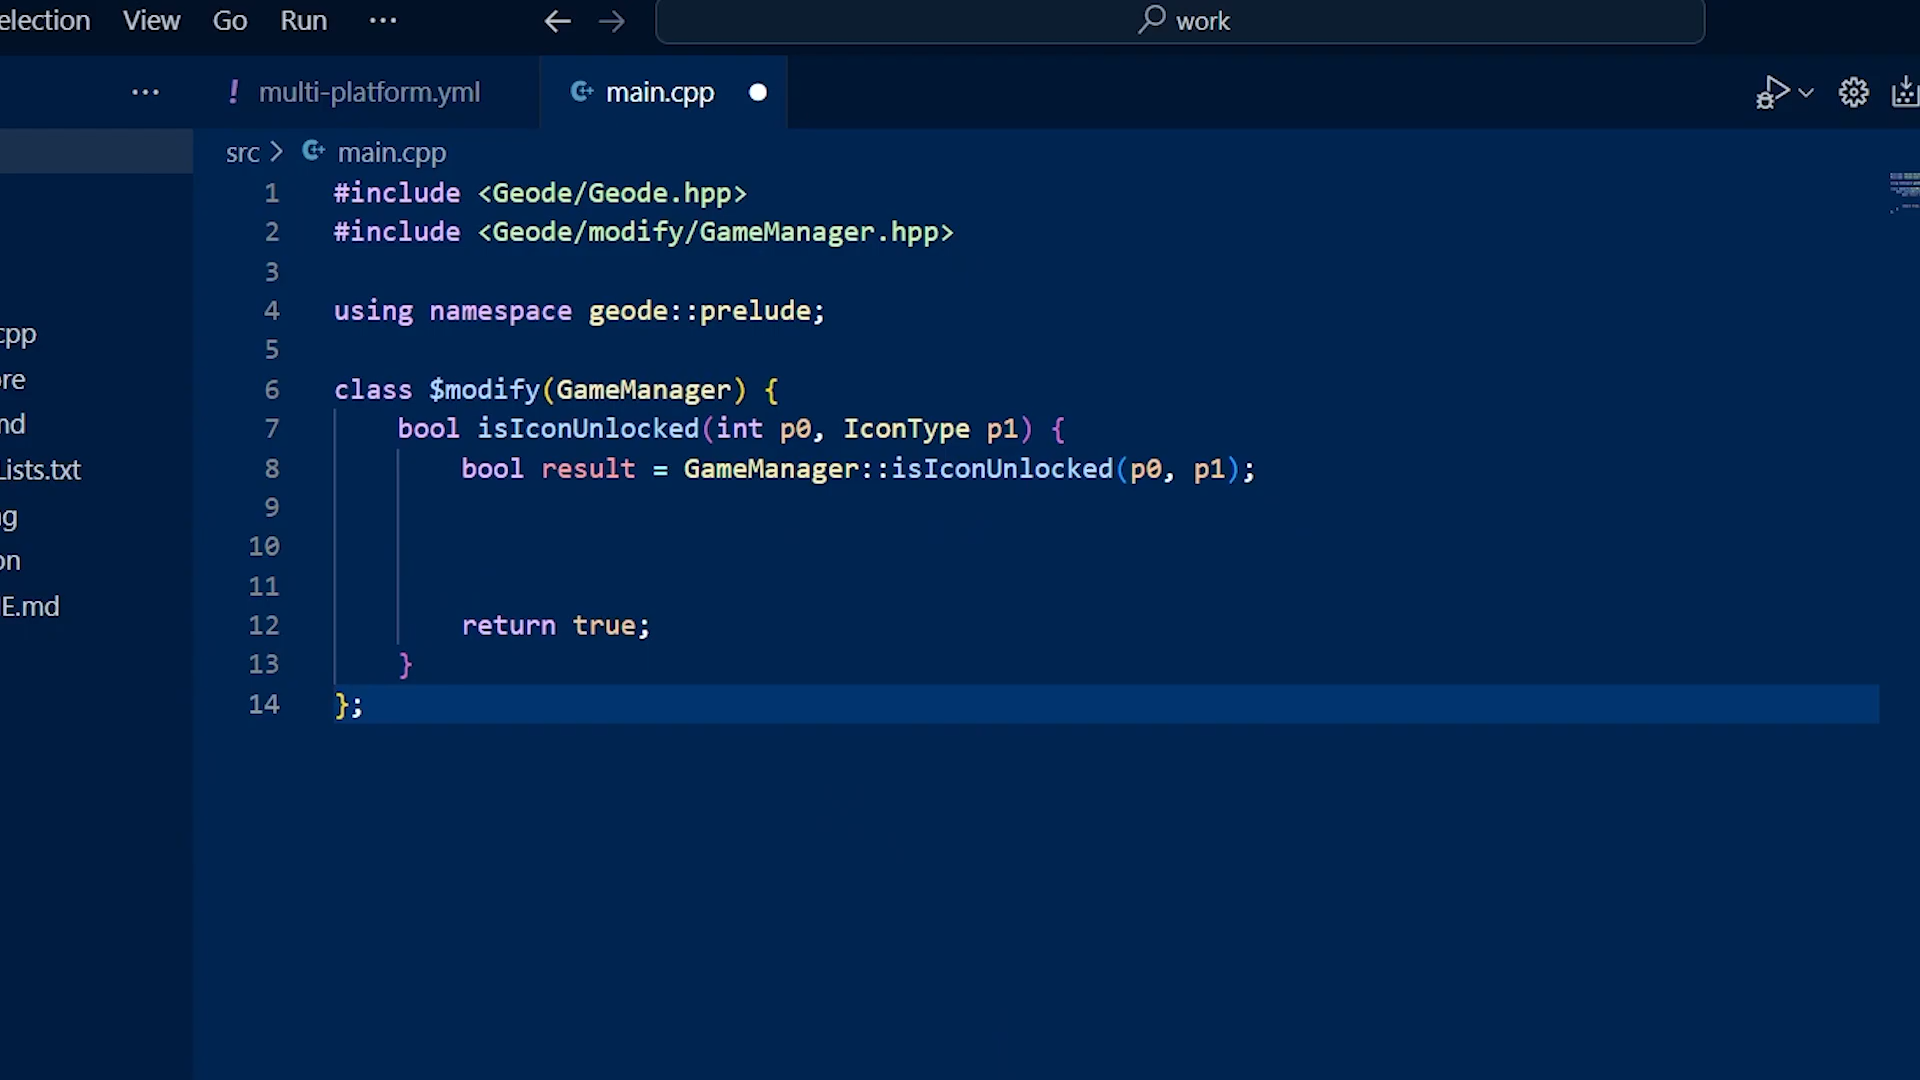 election View Go Run ··· work
··· ! multi-platform.yml main.cpp
src > main.cpp
1 #include <Geode/Geode.hpp>
2 #include <Geode/modify/GameManager.hpp>
3
4 using namespace geode::prelude;
5
6 class $modify(GameManager) {
7 bool isIconUnlocked(int p0, IconType p1) {
8 bool result = GameManager::isIconUnlocked(p0, p1);
9
10
11
12 return true;
13 }
14 };
cpp
re
md
Lists.txt
ng
on
E.md